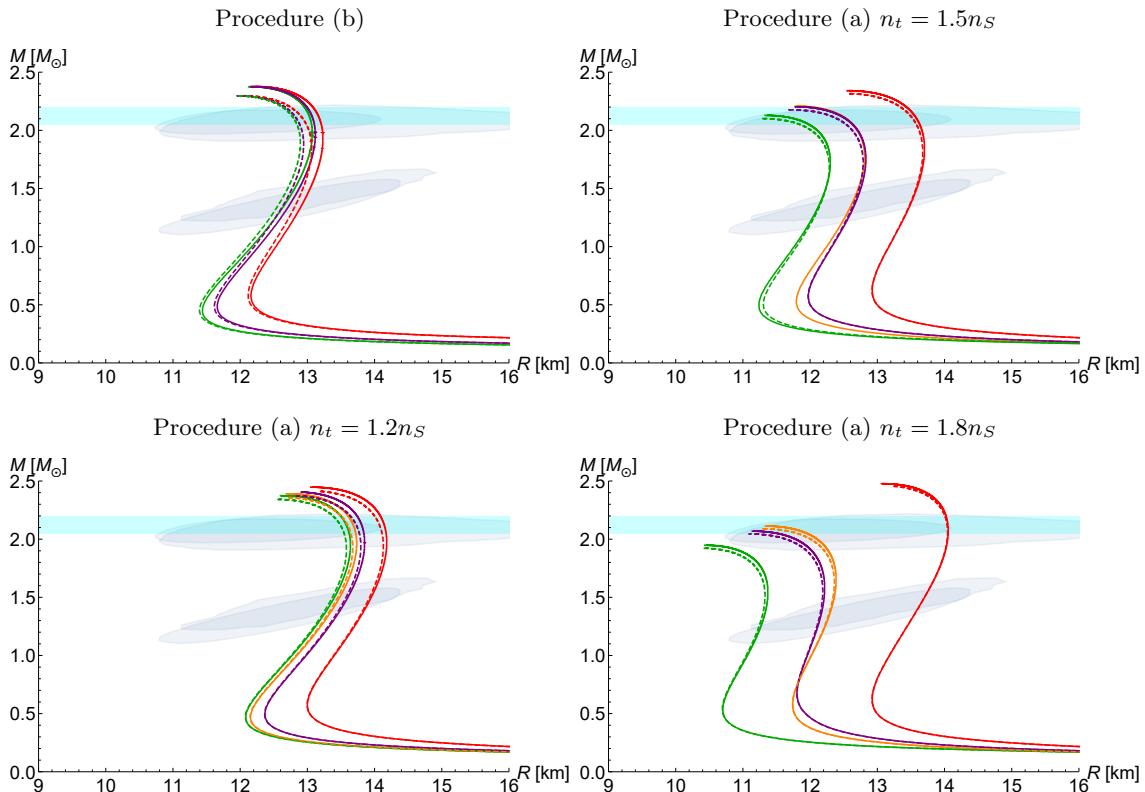 Procedure (b)
M [M⊙]
2.5
2.0
1.5
1.0
0.5
0.0
9 10 11 12 13 14 15 16
R [km]
Procedure (a) n_t = 1.5n_S
M [M⊙]
2.5
2.0
1.5
1.0
0.5
0.0
9 10 11 12 13 14 15 16
R [km]
Procedure (a) n_t = 1.2n_S
M [M⊙]
2.5
2.0
1.5
1.0
0.5
0.0
9 10 11 12 13 14 15 16
R [km]
Procedure (a) n_t = 1.8n_S
M [M⊙]
2.5
2.0
1.5
1.0
0.5
0.0
9 10 11 12 13 14 15 16
R [km]